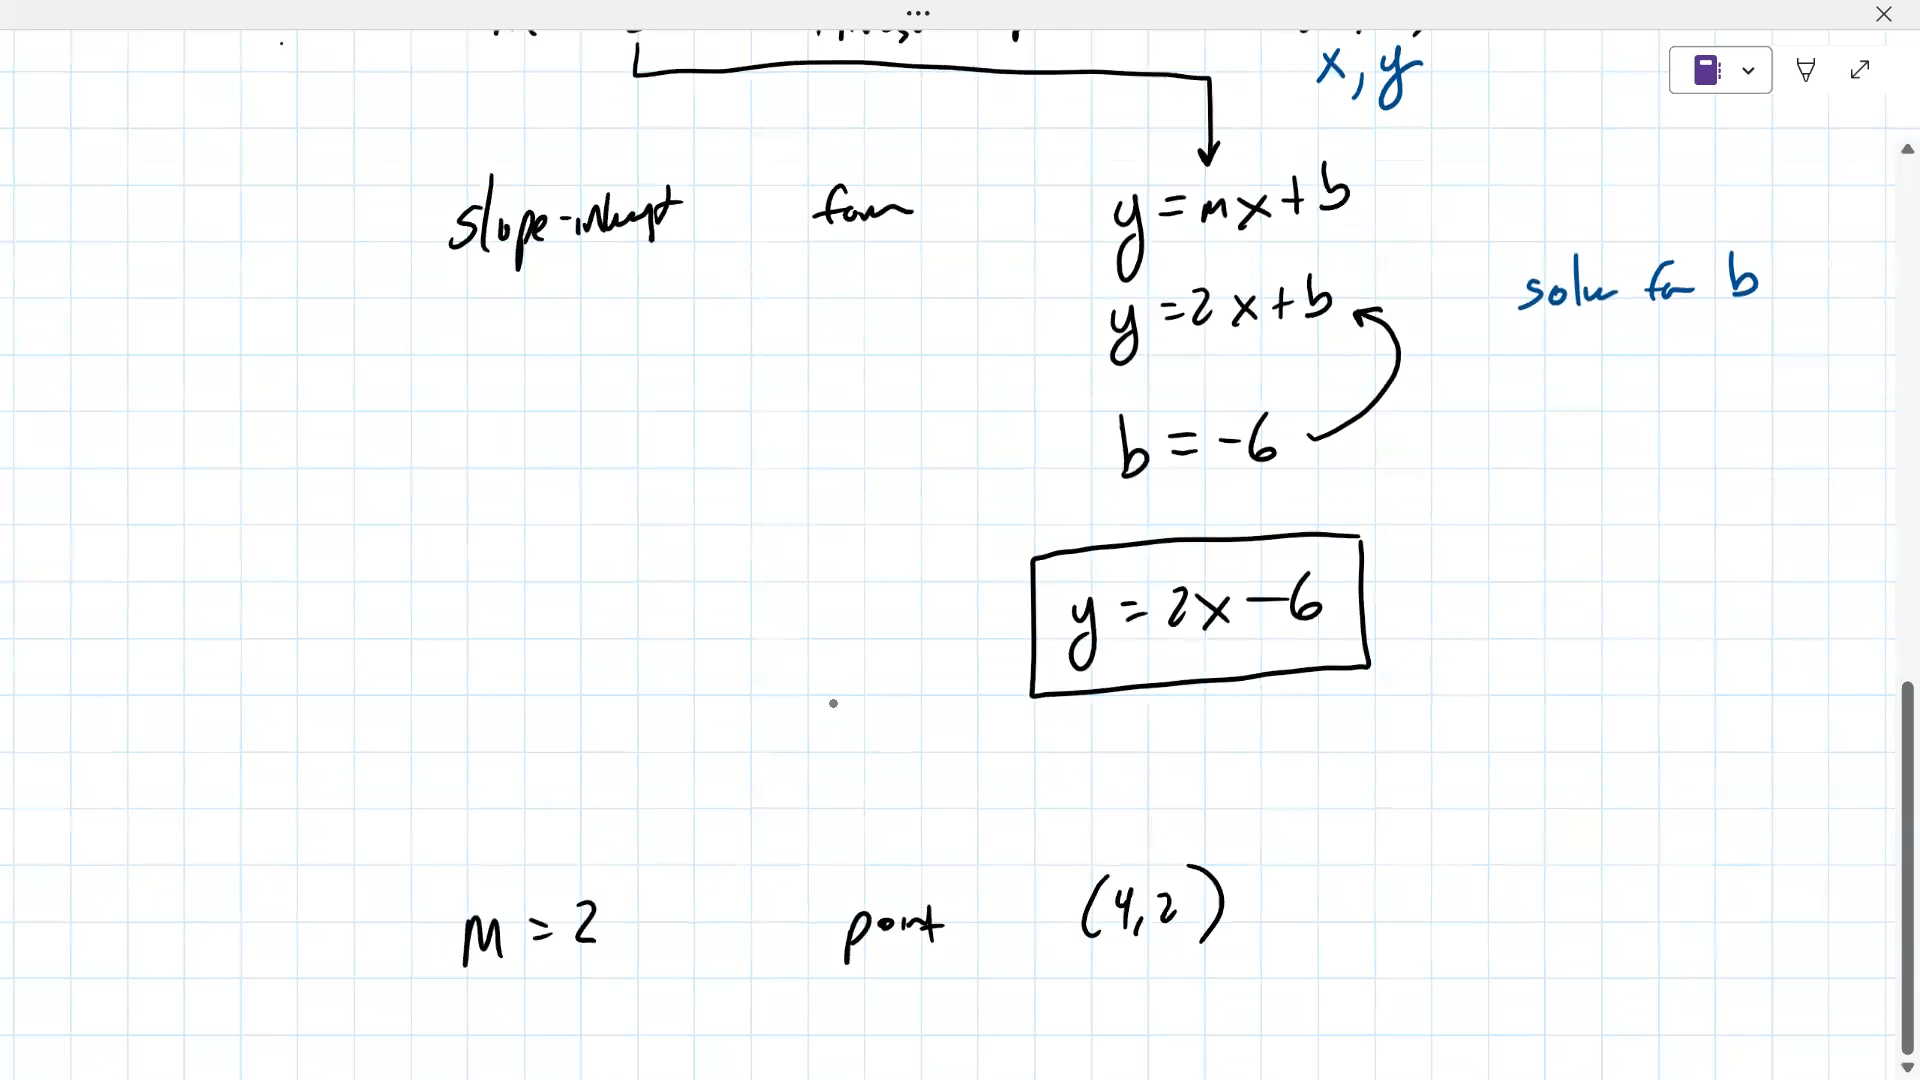 x, y
slope-intercept form y = mx + b
y = 2x + b
solve for b
b = -6
y = 2x - 6
m = 2 point (4, 2)